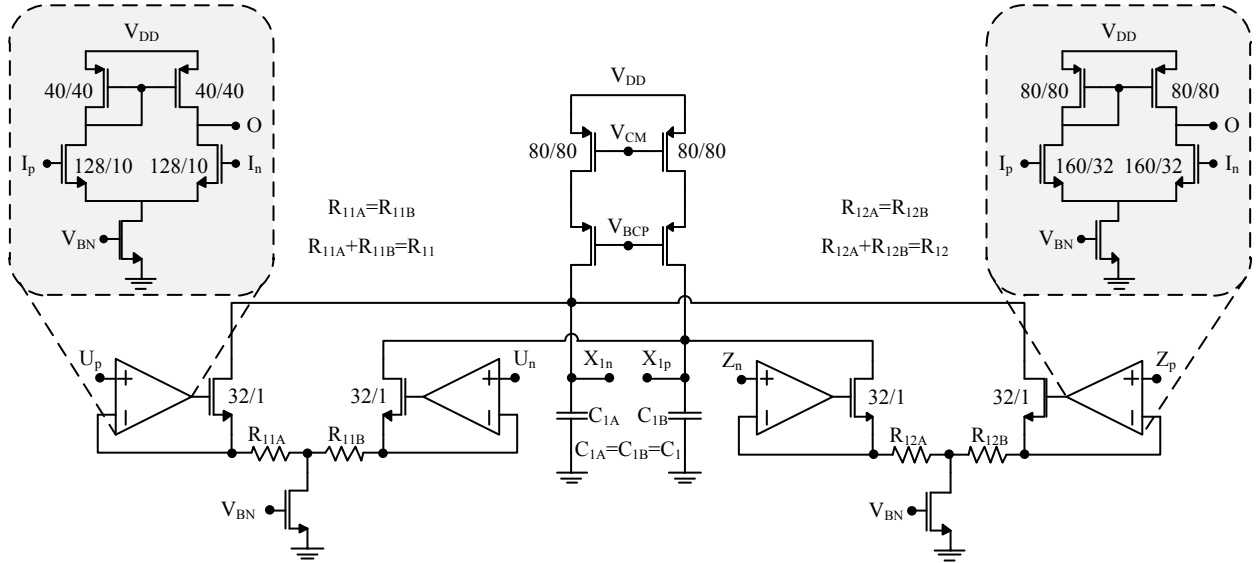 V_DD
40/40
40/40
O
I_p
128/10
128/10
I_n
V_BN
V_DD
V_CM
80/80
80/80
V_BCP
V_DD
80/80
80/80
O
I_p
160/32
160/32
I_n
V_BN
R_11A=R_11B
R_11A+R_11B=R_11
R_12A=R_12B
R_12A+R_12B=R_12
U_p
+
32/1
32/1
+
U_n
X_1n
X_1p
Z_n
+
32/1
32/1
+
Z_p
C_1A
C_1B
C_1A=C_1B=C_1
R_11A
R_11B
R_12A
R_12B
V_BN
V_BN